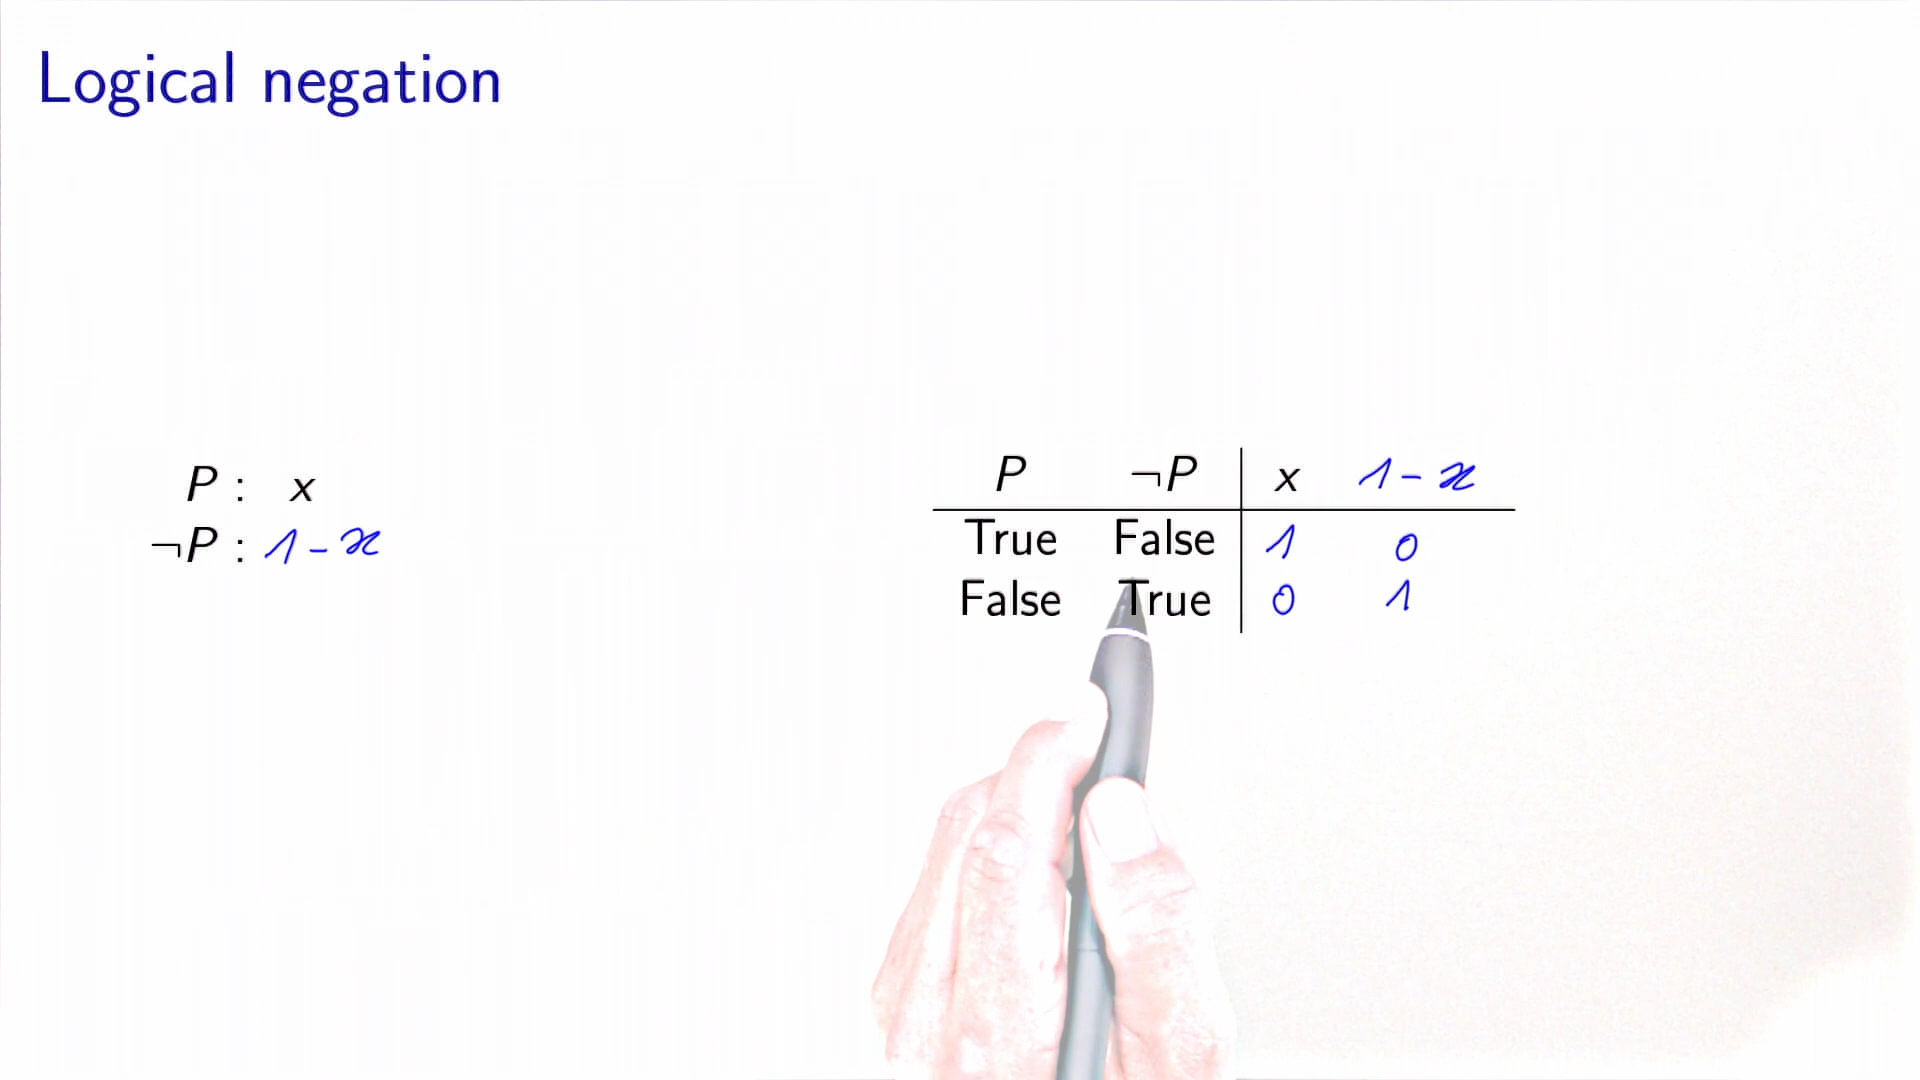 Logical negation
P : x
¬P : 1 - x
P ¬P x 1 - x
True False 1 0
False True 0 1